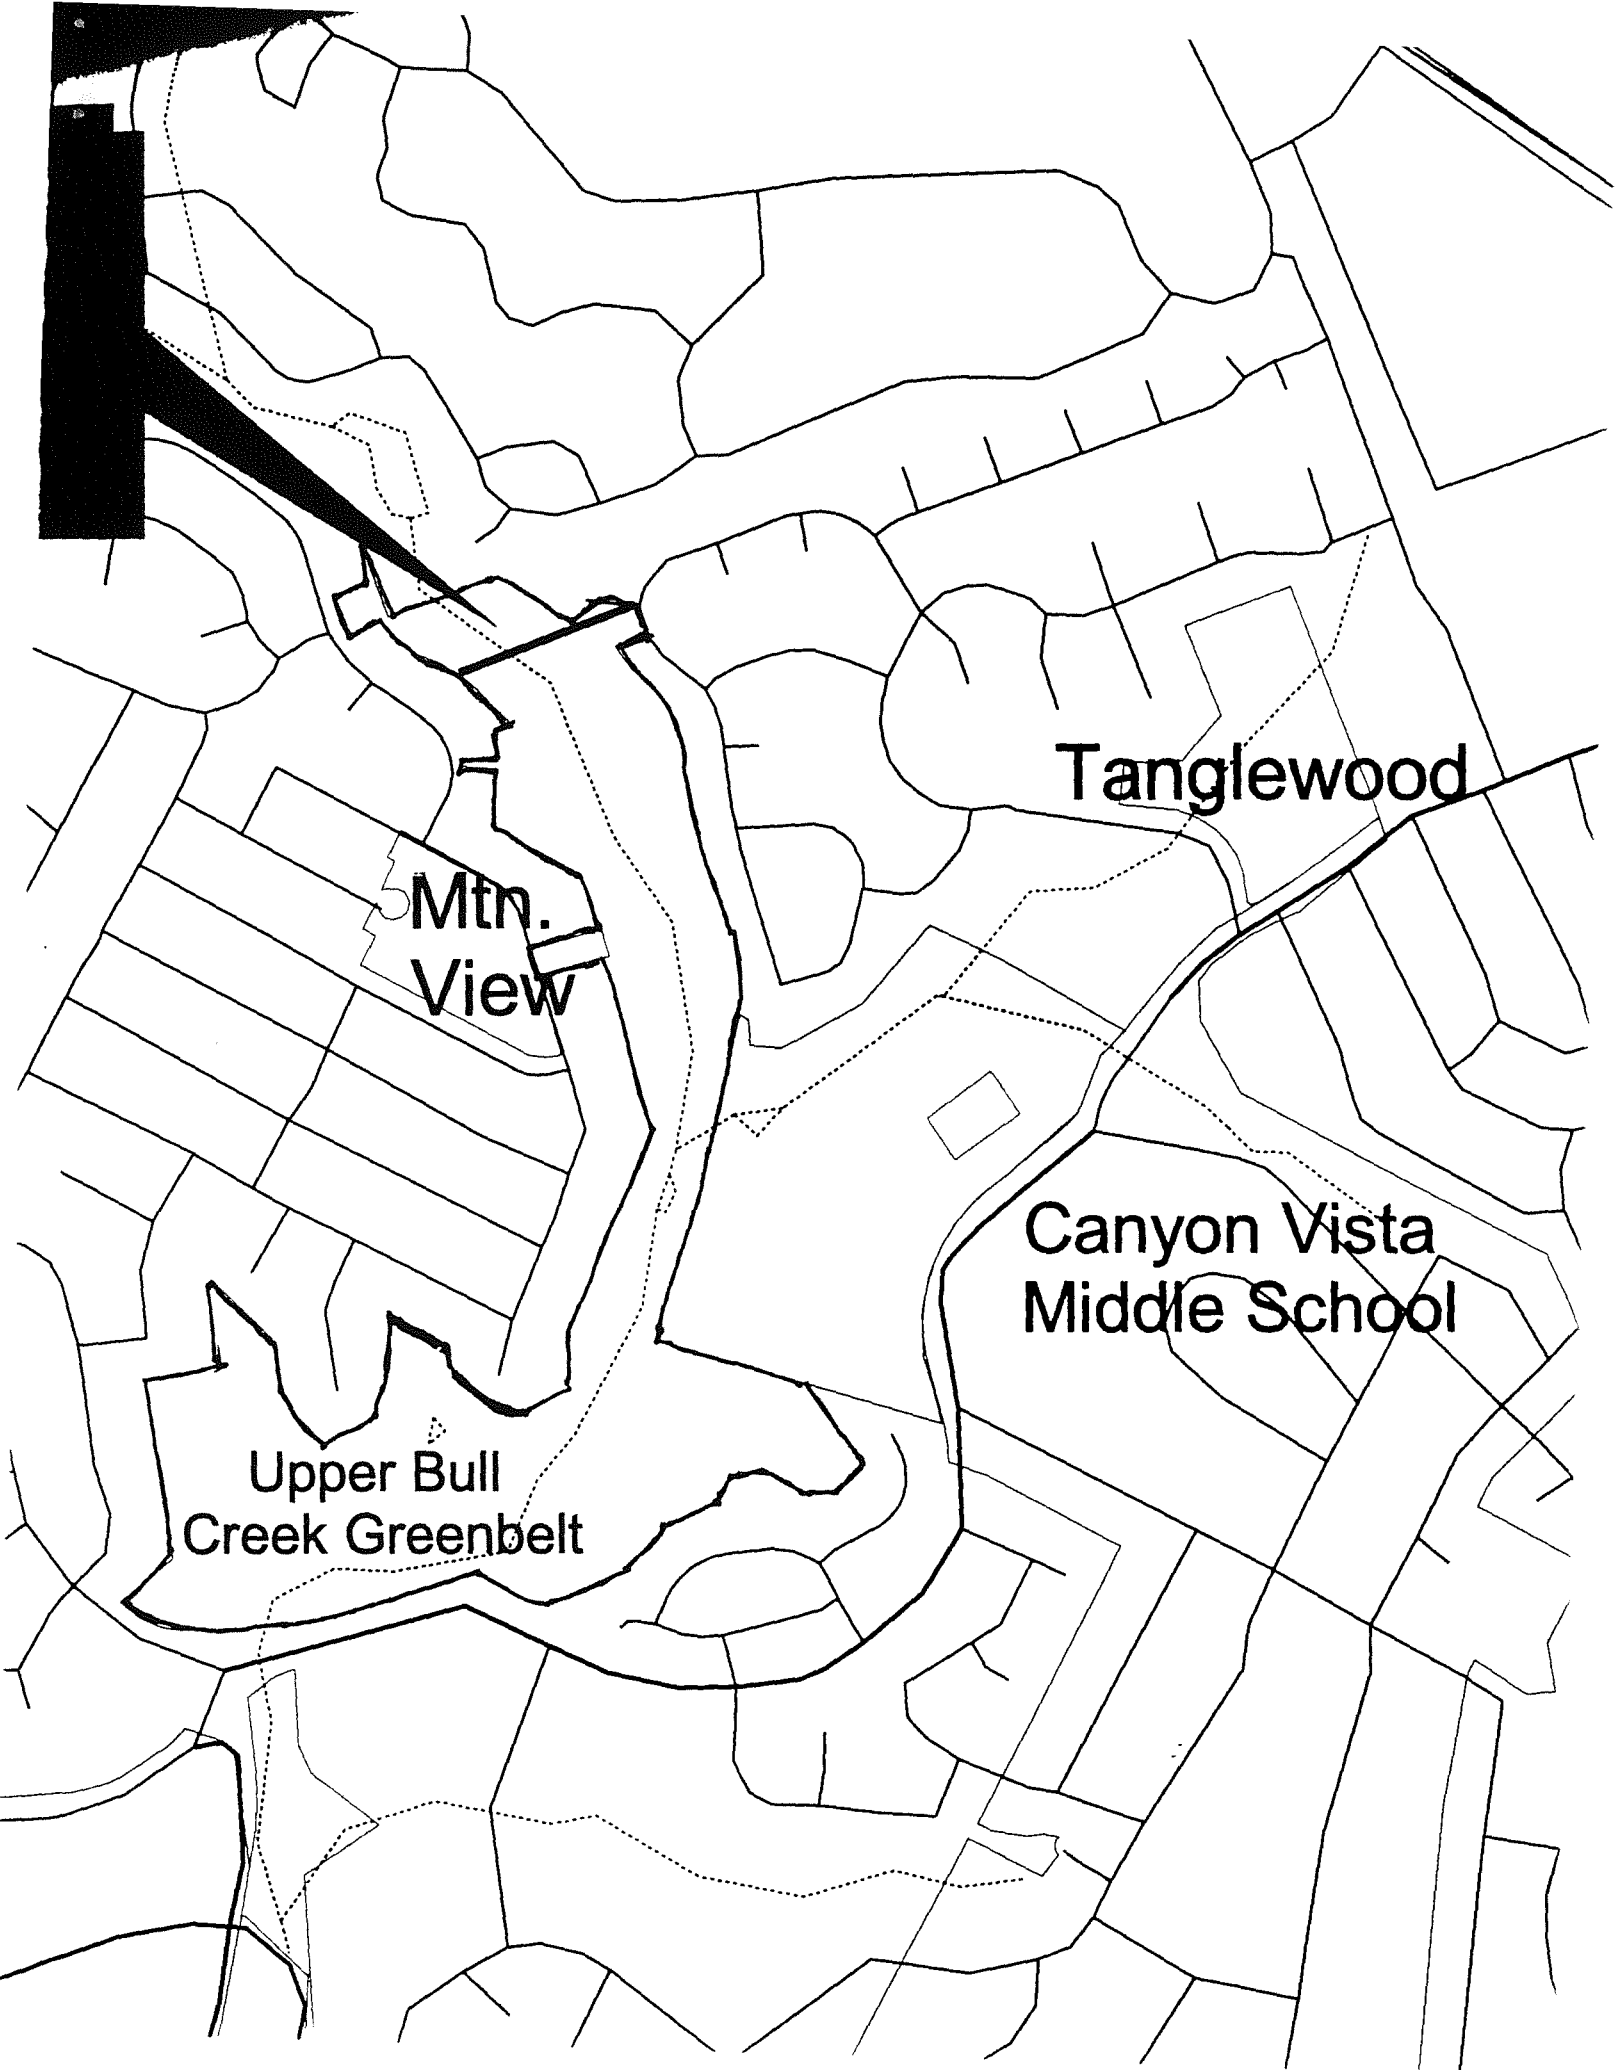 Tanglewood
Mtn.
View
Canyon Vista
Middle School
Upper Bull
Creek Greenbelt